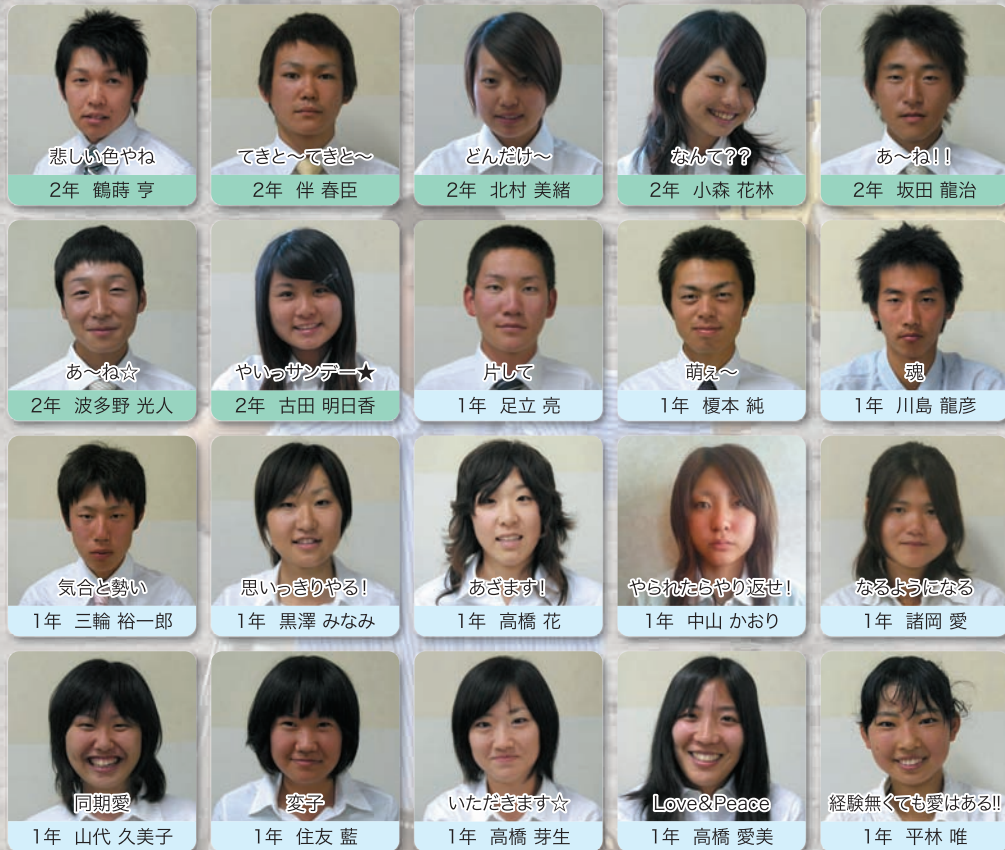 悲しい色やね
2年 鶴蒔 亨
てきと〜てきと〜
2年 伴 春臣
どんだけ〜
2年 北村 美緒
なんて??
2年 小森 花林
あ〜ね!!
2年 坂田 龍治
あ〜ね☆
2年 波多野 光人
やいっサンデー★
2年 古田 明日香
片して
1年 足立 亮
萌ぇ〜
1年 榎本 純
魂
1年 川島 龍彦
気合と勢い
1年 三輪 裕一郎
思いっきりやる!
1年 黒澤 みなみ
あざます!
1年 高橋 花
やられたらやり返せ!
1年 中山 かおり
なるようになる
1年 諸岡 愛
同期愛
1年 山代 久美子
変子
1年 住友 藍
いただきます☆
1年 高橋 芽生
Love&Peace
1年 高橋 愛美
経験無くても愛はある!!
1年 平林 唯